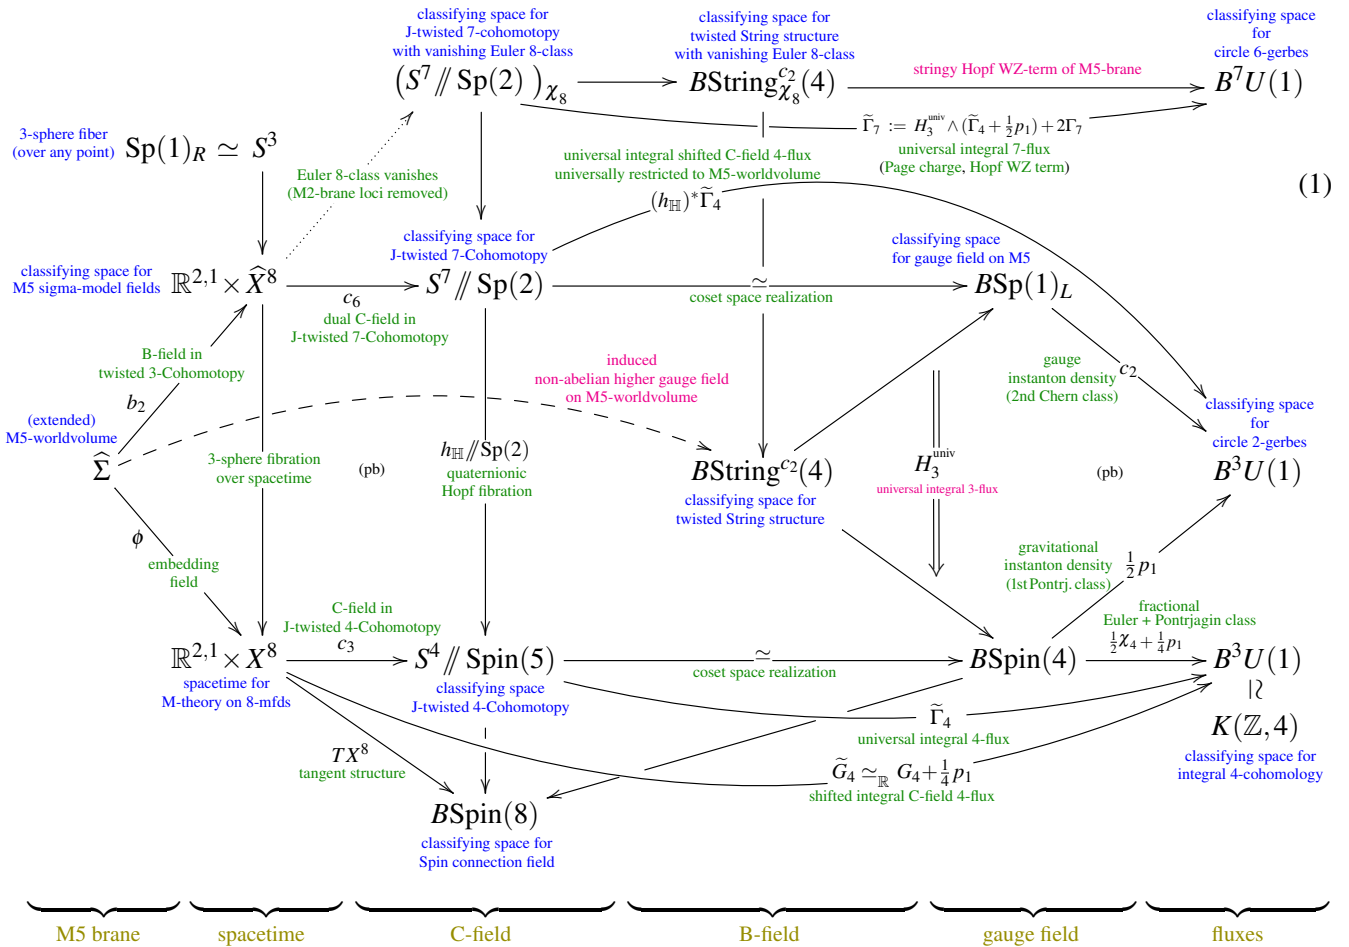 classifying space for
J-twisted 7-cohomotopy
with vanishing Euler 8-class
(S⁷ ⫽ Sp(2))_χ₈
classifying space for
twisted String structure
with vanishing Euler 8-class
BString^{c₂}_{χ₈}(4)
stringy Hopf WZ-term of M5-brane
classifying space
for
circle 6-gerbes
B⁷U(1)
Γ̃₇ := H₃^{univ} ∧ (Γ̃₄ + ½p₁) + 2Γ₇
universal integral 7-flux
(Page charge, Hopf WZ term)
3-sphere fiber
(over any point)
Sp(1)_R ≃ S³
Euler 8-class vanishes
(M2-brane loci removed)
universal integral shifted C-field 4-flux
universally restricted to M5-worldvolume
(h_ℍ)*Γ̃₄
(1)
classifying space for
M5 sigma-model fields
ℝ^{2,1} × X̂⁸
c₆
dual C-field in
J-twisted 7-Cohomotopy
classifying space for
J-twisted 7-Cohomotopy
S⁷ ⫽ Sp(2)
≃
coset space realization
classifying space
for gauge field on M5
BSp(1)_L
B-field in
twisted 3-Cohomotopy
b₂
induced
non-abelian higher gauge field
on M5-worldvolume
gauge
instanton density
(2nd Chern class)
c₂
(extended)
M5-worldvolume
Σ̂
3-sphere fibration
over spacetime
(pb)
h_ℍ⫽Sp(2)
quaternionic
Hopf fibration
BString^{c₂}(4)
classifying space for
twisted String structure
H₃^{univ}
universal integral 3-flux
(pb)
classifying space
for
circle 2-gerbes
B³U(1)
ϕ
embedding
field
gravitational
instanton density
(1st Pontrj. class)
½p₁
C-field in
J-twisted 4-Cohomotopy
c₃
ℝ^{2,1} × X⁸
spacetime for
M-theory on 8-mfds
S⁴ ⫽ Spin(5)
classifying space
J-twisted 4-Cohomotopy
≃
coset space realization
BSpin(4)
fractional
Euler + Pontrjagin class
½χ₄ + ¼p₁
B³U(1)
≃
K(ℤ,4)
classifying space for
integral 4-cohomology
Γ̃₄
universal integral 4-flux
TX⁸
tangent structure
G̃₄ ≃_ℝ G₄ + ¼p₁
shifted integral C-field 4-flux
BSpin(8)
classifying space for
Spin connection field
M5 brane
spacetime
C-field
B-field
gauge field
fluxes